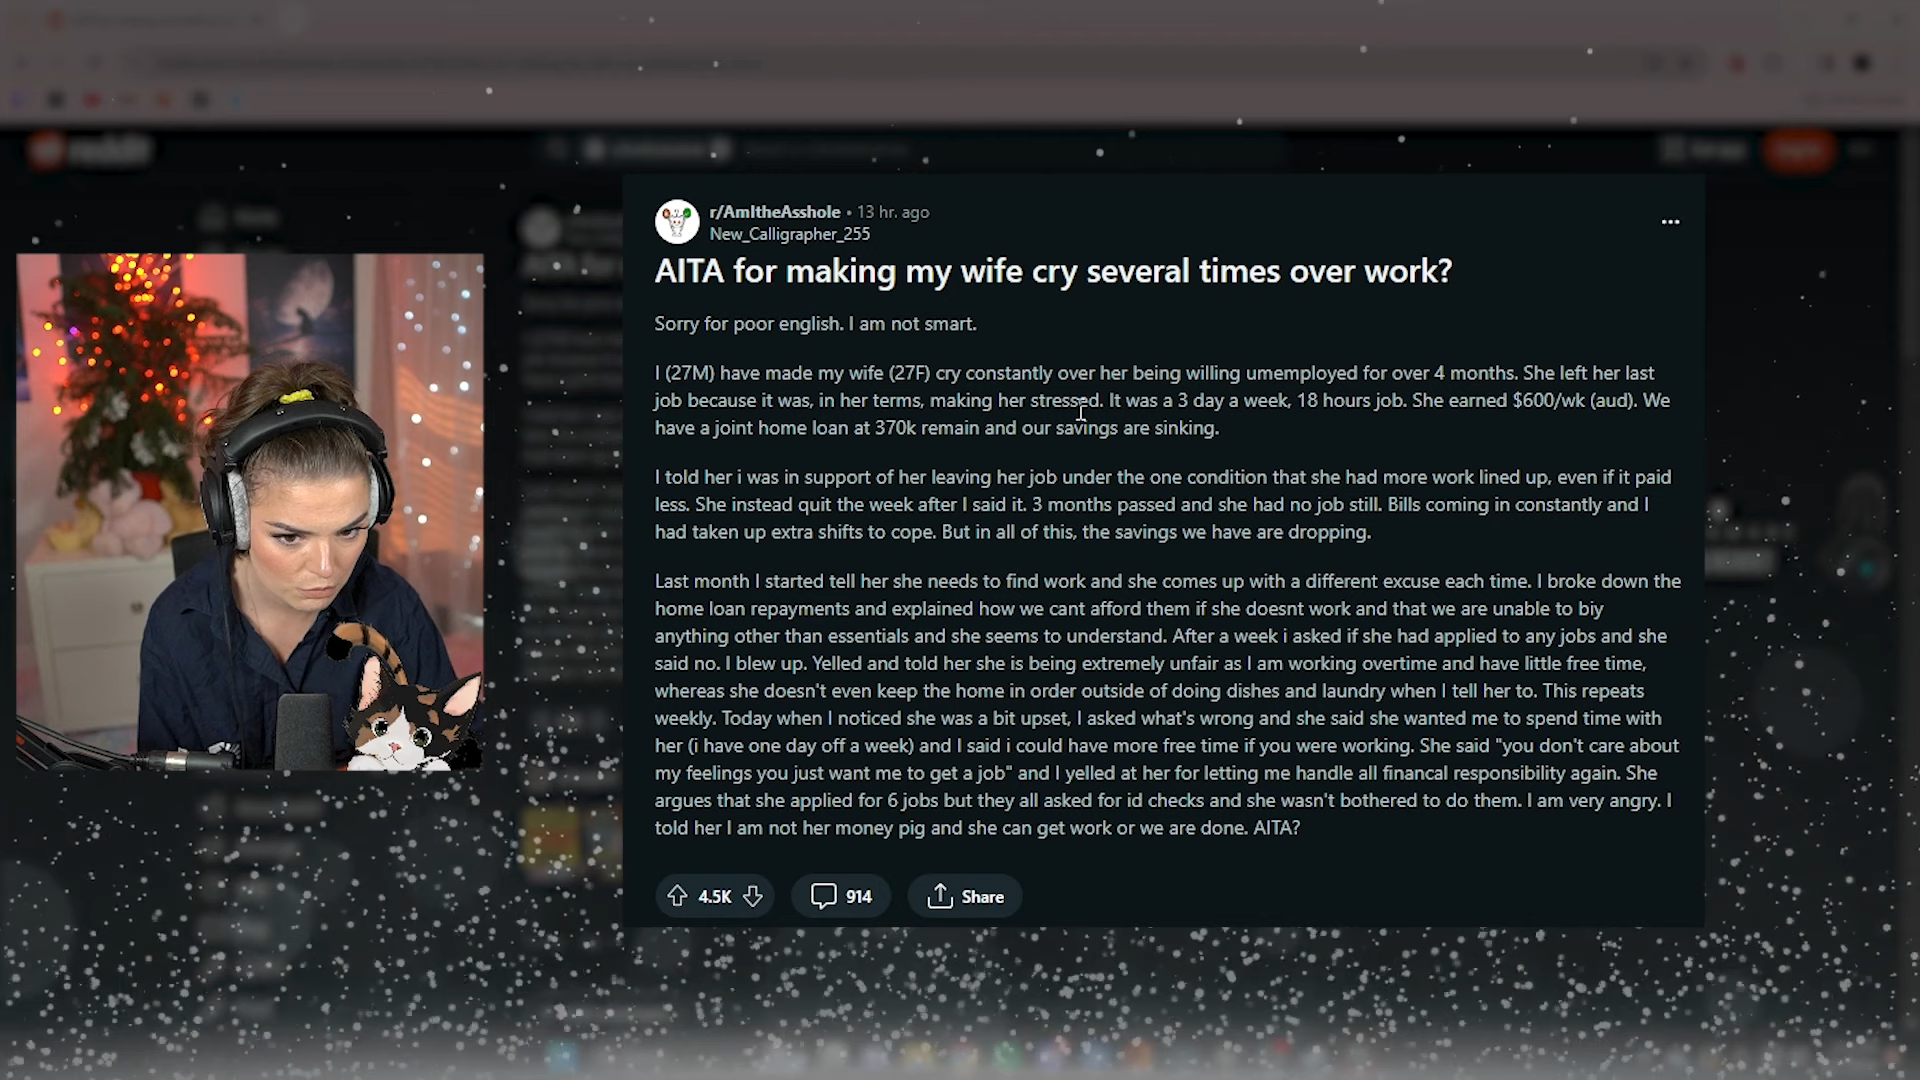 reddit
r/AmItheAsshole • 13 hr. ago
New_Calligrapher_255
AITA for making my wife cry several times over work?
Sorry for poor english. I am not smart.
I (27M) have made my wife (27F) cry constantly over her being willing umemployed for over 4 months. She left her last
job because it was, in her terms, making her stressed. It was a 3 day a week, 18 hours job. She earned $600/wk (aud). We
have a joint home loan at 370k remain and our savings are sinking.
I told her i was in support of her leaving her job under the one condition that she had more work lined up, even if it paid
less. She instead quit the week after I said it. 3 months passed and she had no job still. Bills coming in constantly and I
had taken up extra shifts to cope. But in all of this, the savings we have are dropping.
Last month I started tell her she needs to find work and she comes up with a different excuse each time. I broke down the
home loan repayments and explained how we cant afford them if she doesnt work and that we are unable to biy
anything other than essentials and she seems to understand. After a week i asked if she had applied to any jobs and she
said no. I blew up. Yelled and told her she is being extremely unfair as I am working overtime and have little free time,
whereas she doesn't even keep the home in order outside of doing dishes and laundry when I tell her to. This repeats
weekly. Today when I noticed she was a bit upset, I asked what's wrong and she said she wanted me to spend time with
her (i have one day off a week) and I said i could have more free time if you were working. She said "you don't care about
my feelings you just want me to get a job" and I yelled at her for letting me handle all financal responsibility again. She
argues that she applied for 6 jobs but they all asked for id checks and she wasn't bothered to do them. I am very angry. I
told her I am not her money pig and she can get work or we are done. AITA?
4.5K 914 Share